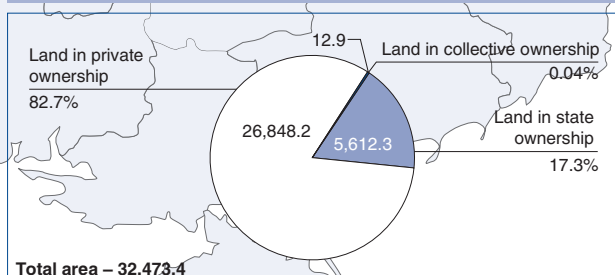 12.9
Land in collective ownership
0.04%
Land in private
ownership
82.7%
26,848.2
5,612.3
Land in state
ownership
17.3%
Total area – 32.473.4